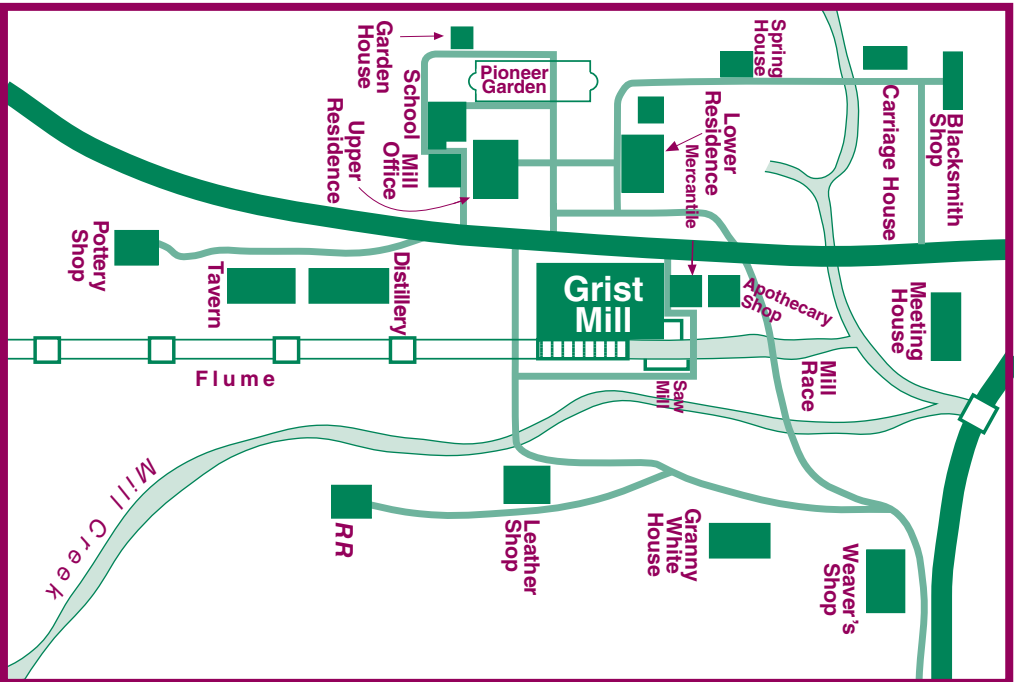 Garden
House
Pioneer
Garden
School
Upper
Residence
Mill
Office
Spring
House
Lower
Residence
Mercantile
Carriage House
Blacksmith
Shop
Pottery
Shop
Tavern
Distillery
Grist
Mill
Apothecary
Shop
Meeting
House
Flume
Saw
Mill
Mill
Race
Mill Creek
RR
Leather
Shop
Granny
White
House
Weaver's
Shop